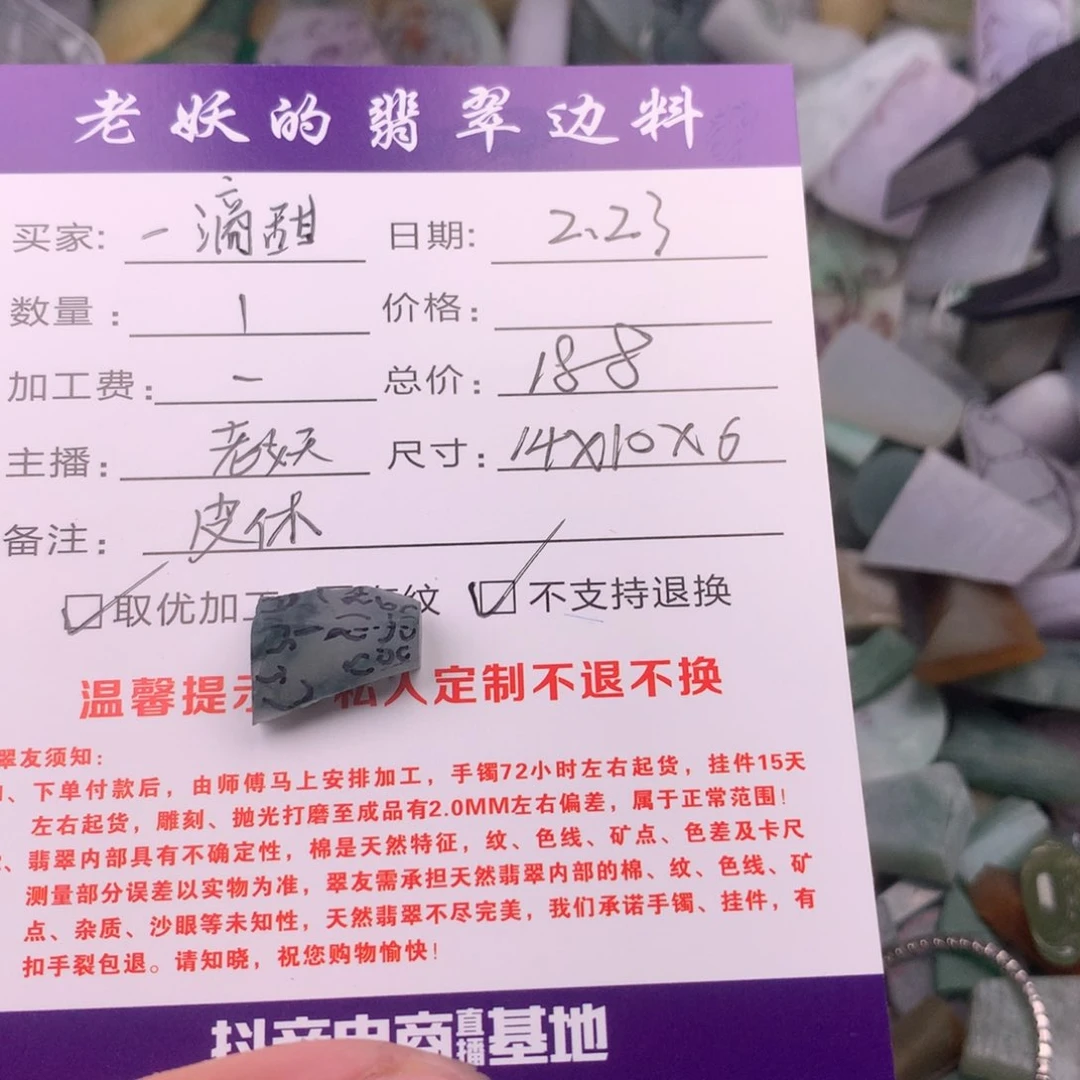 老妖的翡翠边料
买家: 一滴甜 日期: 2.23
数量: 1 价格:
加工费: 一 总价: 188
主播: 老妖 尺寸: 14X10X6
备注: 皮休
取优加工 纹 不支持退换
温馨提示 私人定制不退不换
翠友须知:
1、下单付款后，由师傅马上安排加工，手镯72小时左右起货，挂件15天
左右起货，雕刻、抛光打磨至成品有2.0MM左右偏差，属于正常范围！
2、翡翠内部具有不确定性，棉是天然特征，纹、色线、矿点、色差及卡尺
测量部分误差以实物为准，翠友需承担天然翡翠内部的棉、纹、色线、矿
点、杂质、沙眼等未知性，天然翡翠不尽完美，我们承诺手镯、挂件，有
扣手裂包退。请知晓，祝您购物愉快！
抖音电商直播基地